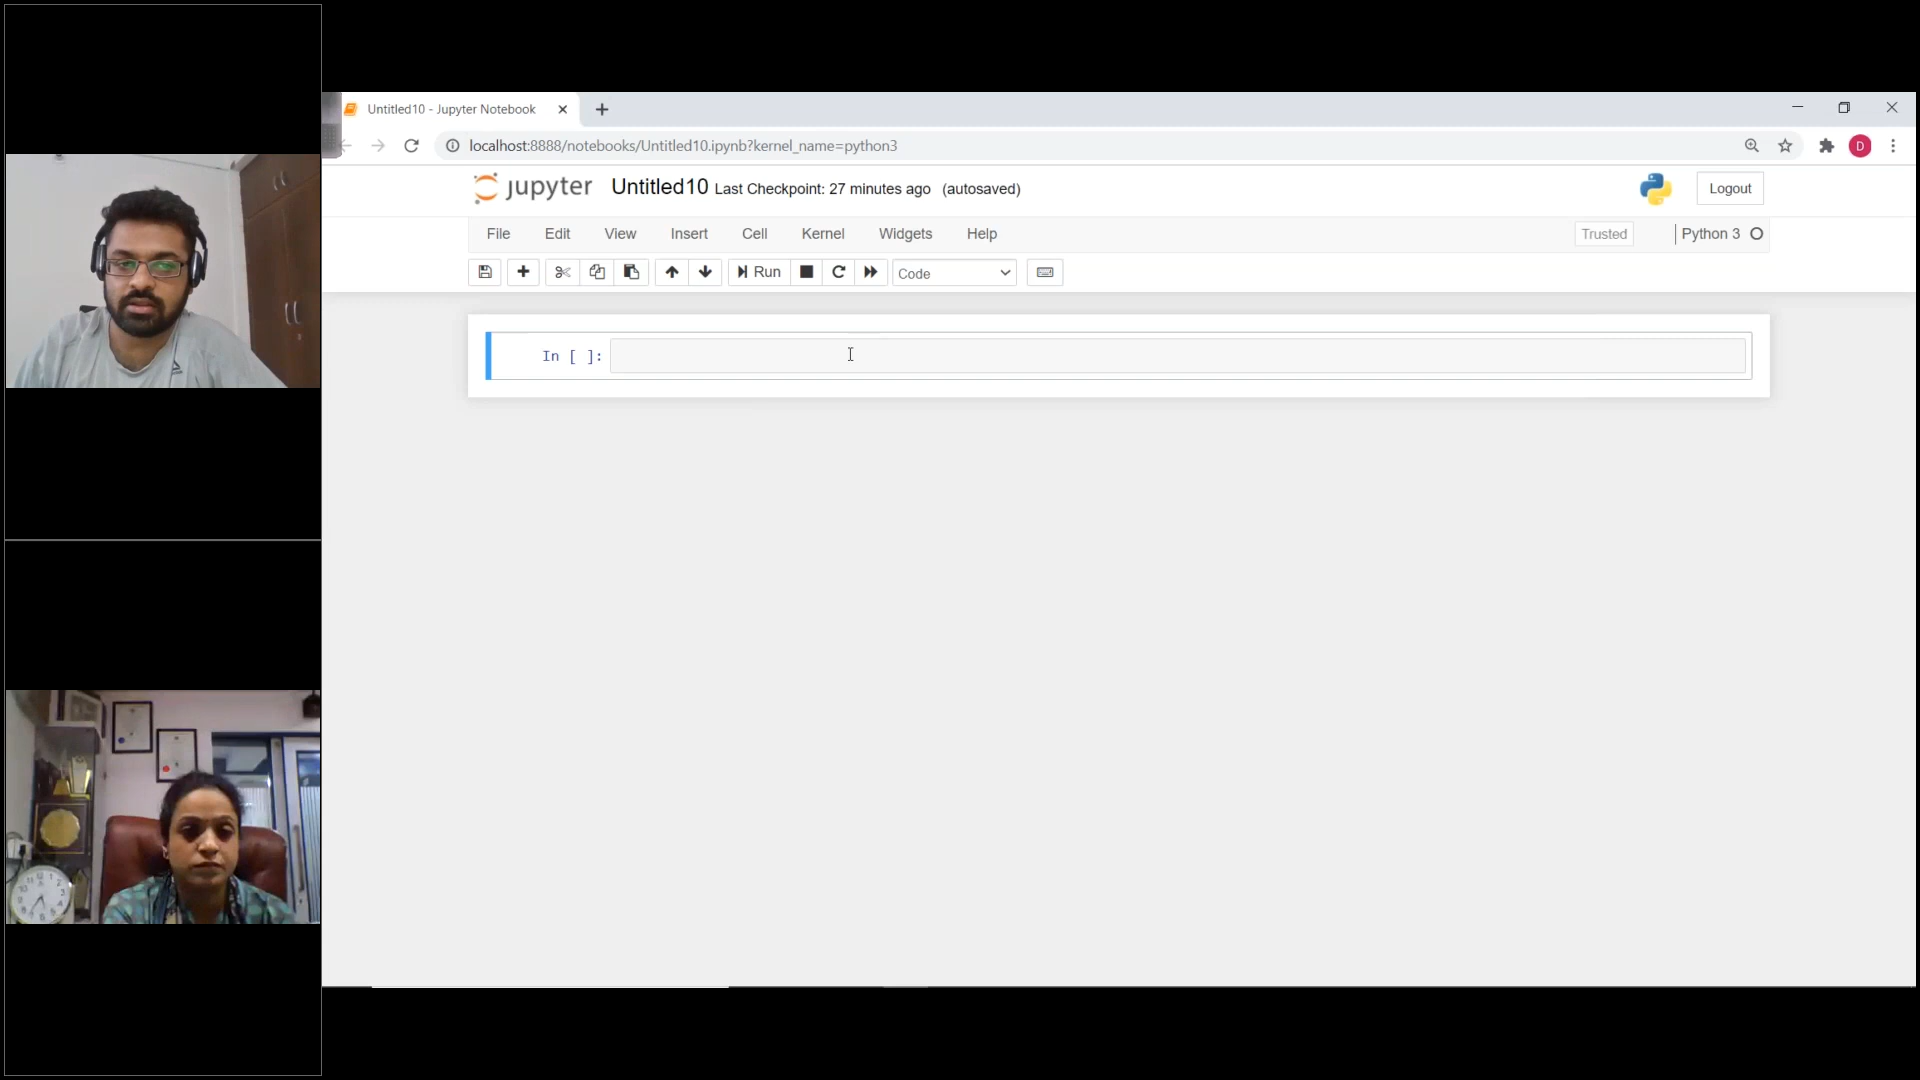 Untitled10 - Jupyter Notebook
localhost:8888/notebooks/Untitled10.ipynb?kernel_name=python3
D
jupyter Untitled10 Last Checkpoint: 27 minutes ago (autosaved)
Logout
File Edit View Insert Cell Kernel Widgets Help
Trusted
Python 3
Run
Code
In [ ]: